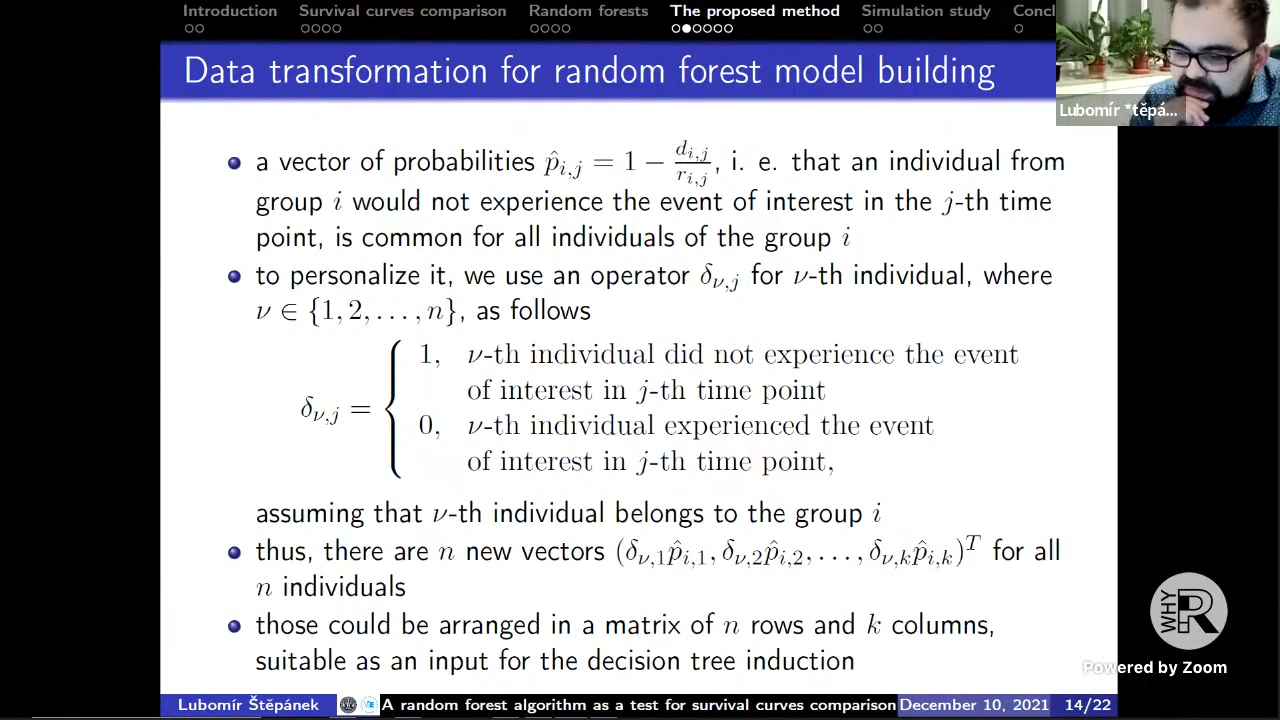 Introduction Survival curves comparison Random forests The proposed method Simulation study Concl
Data transformation for random forest model building
Lubomír *těpá...
a vector of probabilities p̂_{i,j} = 1 − d_{i,j}/r_{i,j}, i. e. that an individual from
group i would not experience the event of interest in the j-th time
point, is common for all individuals of the group i
to personalize it, we use an operator δ_{ν,j} for ν-th individual, where
ν ∈ {1, 2, . . . , n}, as follows
δ_{ν,j} = { 1, ν-th individual did not experience the event
of interest in j-th time point
0, ν-th individual experienced the event
of interest in j-th time point,
assuming that ν-th individual belongs to the group i
thus, there are n new vectors (δ_{ν,1}p̂_{i,1}, δ_{ν,2}p̂_{i,2}, . . . , δ_{ν,k}p̂_{i,k})^T for all
n individuals
those could be arranged in a matrix of n rows and k columns,
suitable as an input for the decision tree induction
WHY R
Powered by Zoom
Lubomír Štěpánek A random forest algorithm as a test for survival curves comparison December 10, 2021 14/22